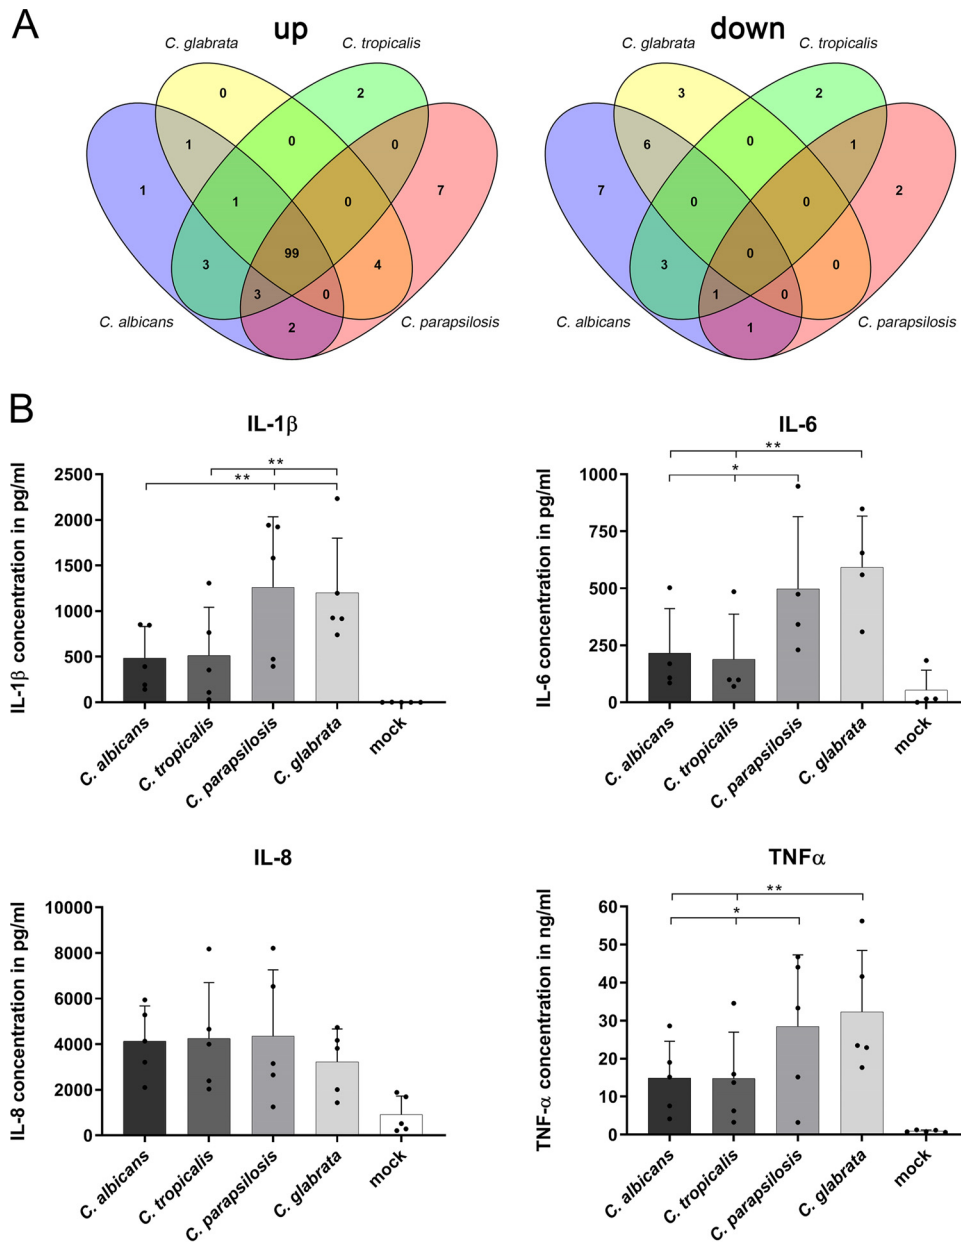 A
up
down
C. glabrata
C. tropicalis
C. glabrata
C. tropicalis
0
2
3
2
1
0
0
6
0
1
1
1
0
7
7
0
0
2
99
0
3
4
3
0
3
0
1
0
C. albicans
2
C. parapsilosis
C. albicans
1
C. parapsilosis
B
IL-1β
IL-1β concentration in pg/ml
2500
2000
1500
1000
500
0
**
**
C. albicans
C. tropicalis
C. parapsilosis
C. glabrata
mock
IL-6
IL-6 concentration in pg/ml
1000
750
500
250
0
**
*
C. albicans
C. tropicalis
C. parapsilosis
C. glabrata
mock
IL-8
IL-8 concentration in pg/ml
10000
8000
6000
4000
2000
0
C. albicans
C. tropicalis
C. parapsilosis
C. glabrata
mock
TNFα
TNF-α concentration in ng/ml
60
50
40
30
20
10
0
**
*
C. albicans
C. tropicalis
C. parapsilosis
C. glabrata
mock